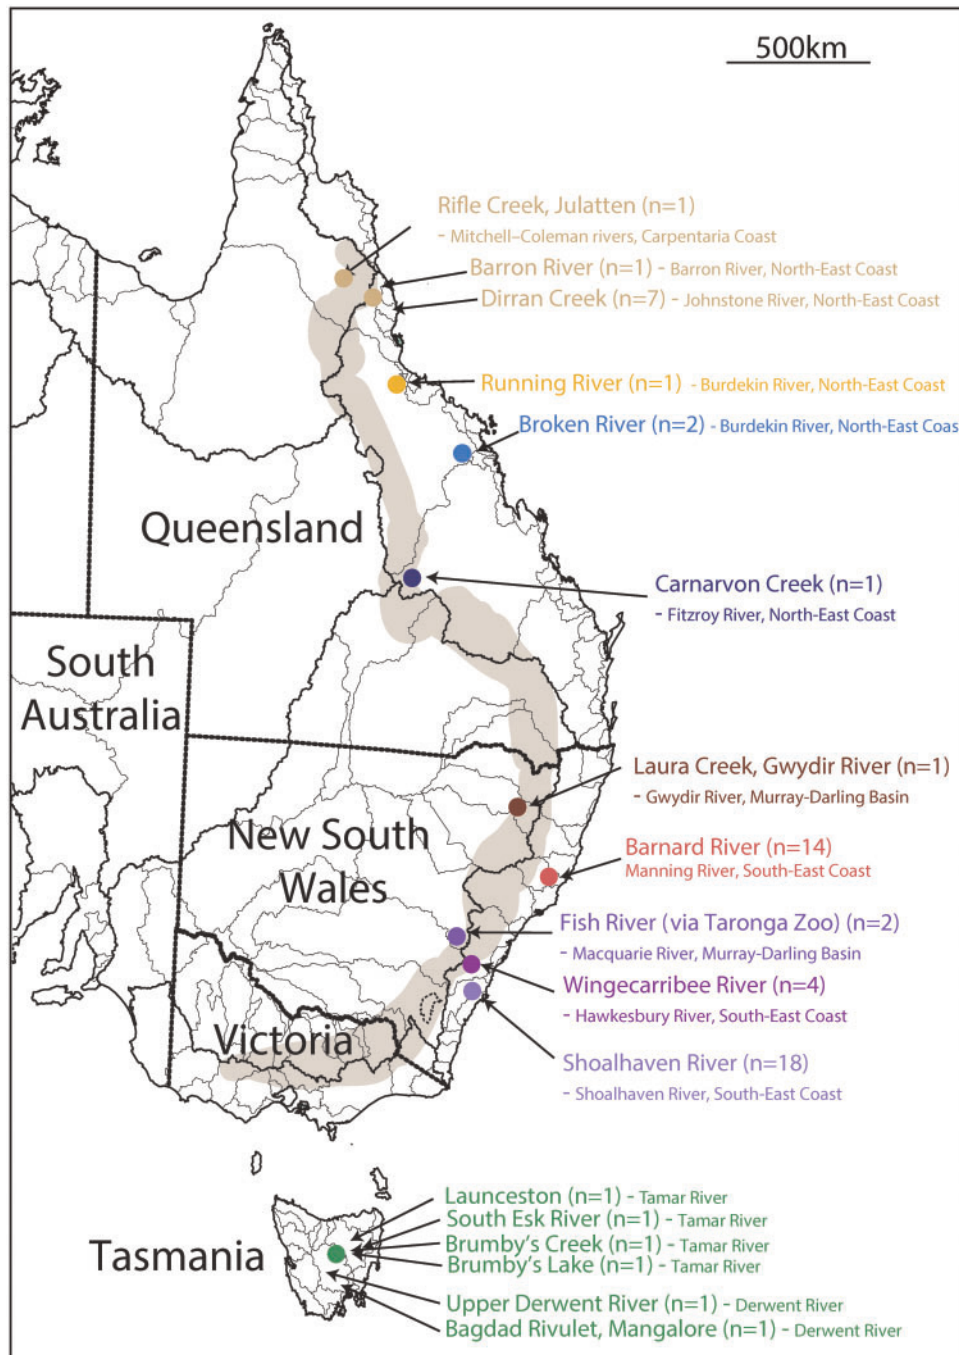 500km
Rifle Creek, Julatten (n=1)
- Mitchell–Coleman rivers, Carpentaria Coast
Barron River (n=1) - Barron River, North-East Coast
Dirran Creek (n=7) - Johnstone River, North-East Coast
Running River (n=1) - Burdekin River, North-East Coast
Broken River (n=2) - Burdekin River, North-East Coas
Queensland
Carnarvon Creek (n=1)
- Fitzroy River, North-East Coast
South
Australia
Laura Creek, Gwydir River (n=1)
- Gwydir River, Murray-Darling Basin
New South
Wales
Barnard River (n=14)
Manning River, South-East Coast
Fish River (via Taronga Zoo) (n=2)
- Macquarie River, Murray-Darling Basin
Wingecarribee River (n=4)
- Hawkesbury River, South-East Coast
Victoria
Shoalhaven River (n=18)
- Shoalhaven River, South-East Coast
Launceston (n=1) - Tamar River
South Esk River (n=1) - Tamar River
Brumby's Creek (n=1) - Tamar River
Brumby's Lake (n=1) - Tamar River
Tasmania
Upper Derwent River (n=1) - Derwent River
Bagdad Rivulet, Mangalore (n=1) - Derwent River